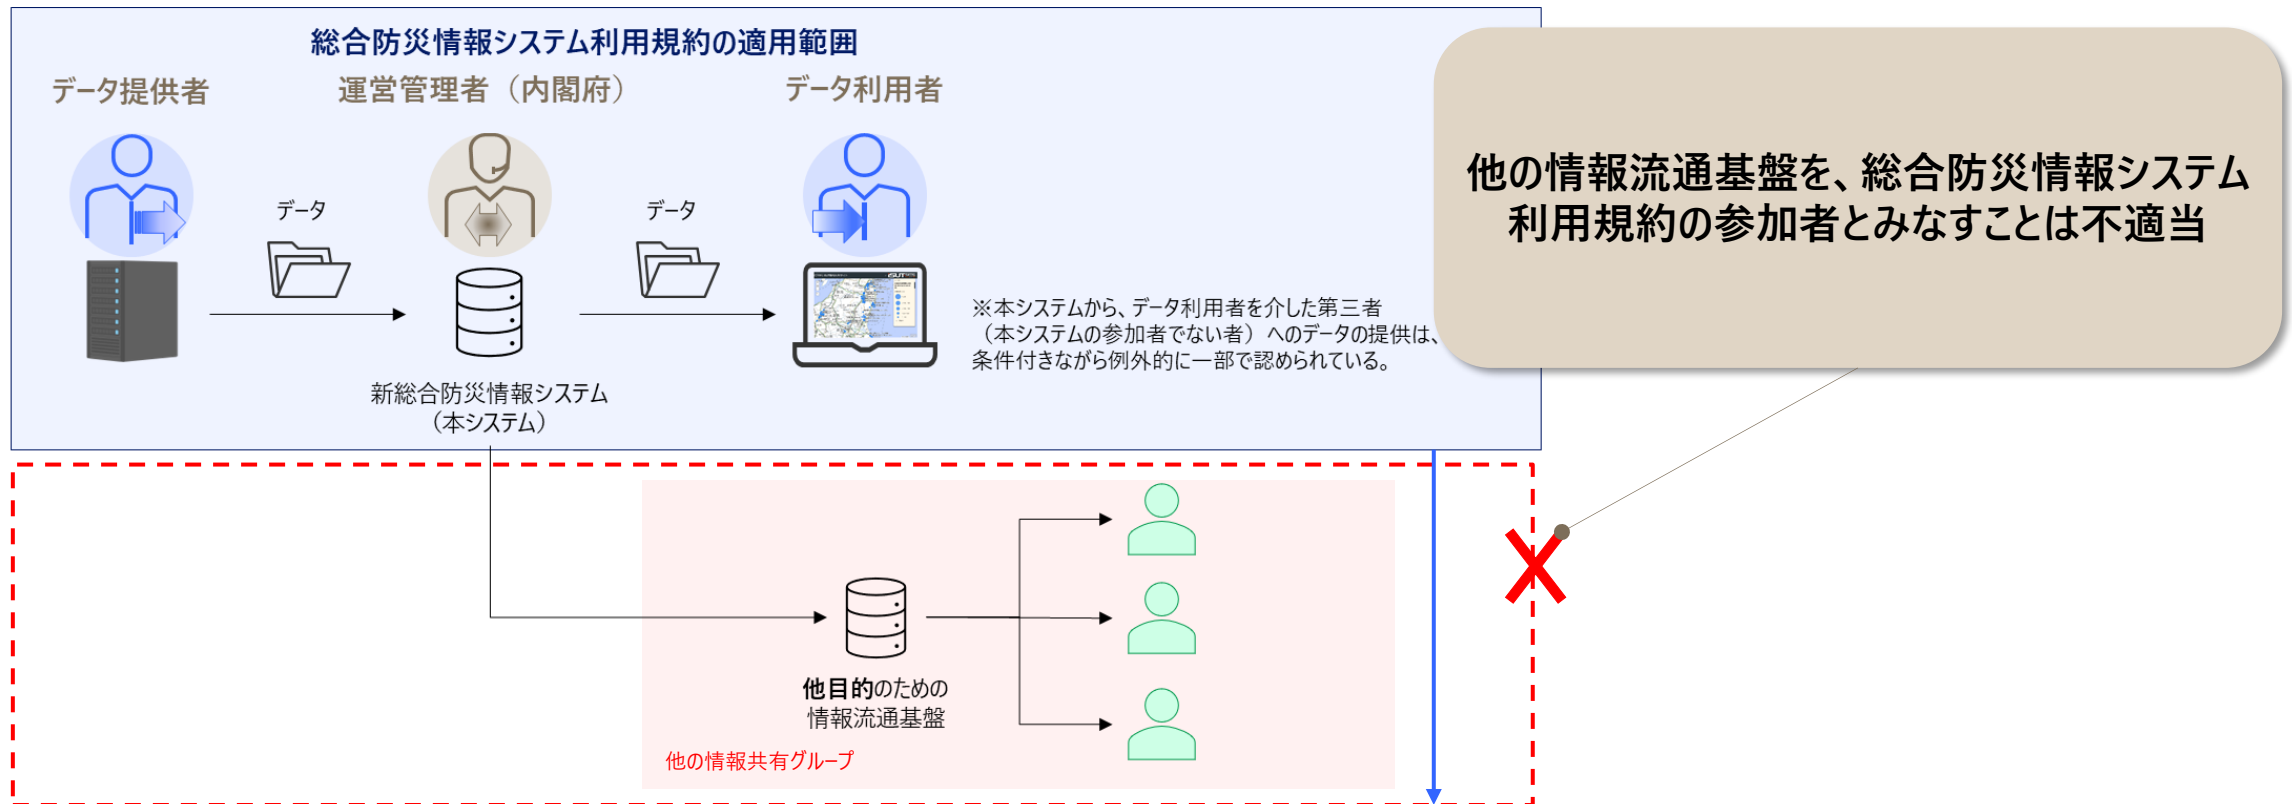 総合防災情報システム利用規約の適用範囲
データ提供者
運営管理者（内閣府）
データ利用者
データ
データ
新総合防災情報システム
（本システム）
※本システムから、データ利用者を介した第三者
（本システムの参加者でない者）へのデータの提供は、
条件付きながら例外的に一部で認められている。
他の情報流通基盤を、総合防災情報システム
利用規約の参加者とみなすことは不適当
他目的のための
情報流通基盤
他の情報共有グループ